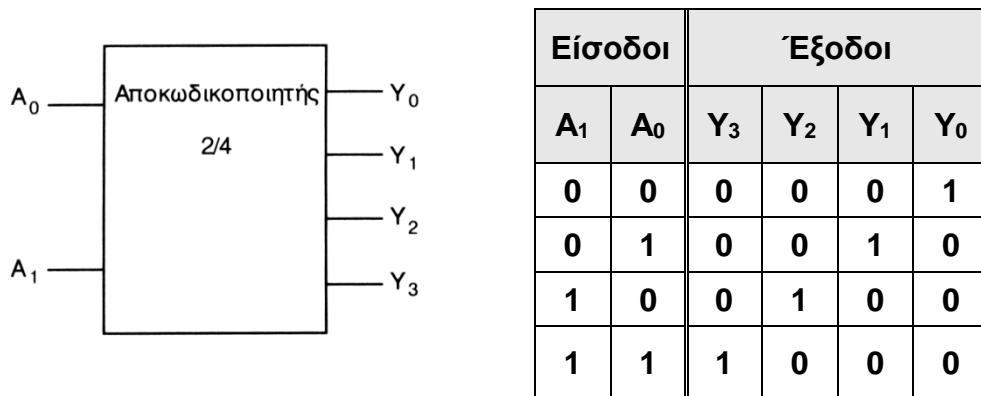 A₀
Αποκωδικοποιητής
2/4
A₁
Y₀
Y₁
Y₂
Y₃
Είσοδοι Έξοδοι
A₁ A₀ Y₃ Y₂ Y₁ Y₀
0 0 0 0 0 1
0 1 0 0 1 0
1 0 0 1 0 0
1 1 1 0 0 0